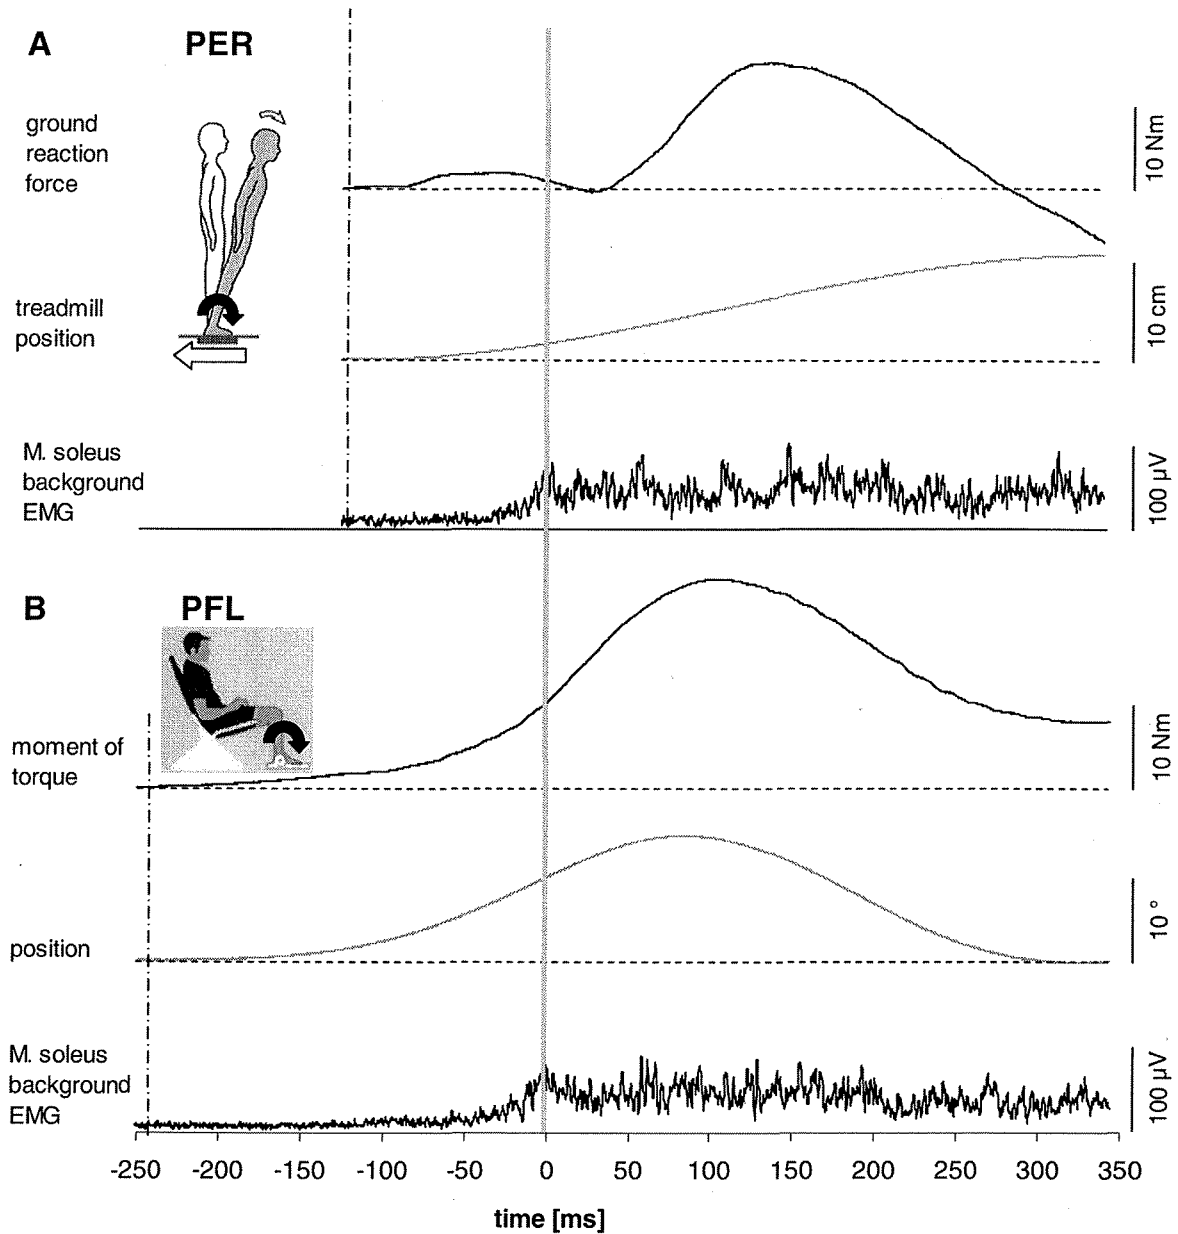 A
PER
ground
reaction
force
10 Nm
treadmill
position
10 cm
M. soleus
background
EMG
100 µV
B
PFL
moment of
torque
10 Nm
position
10 °
M. soleus
background
EMG
100 µV
-250 -200 -150 -100 -50 0 50 100 150 200 250 300 350
time [ms]